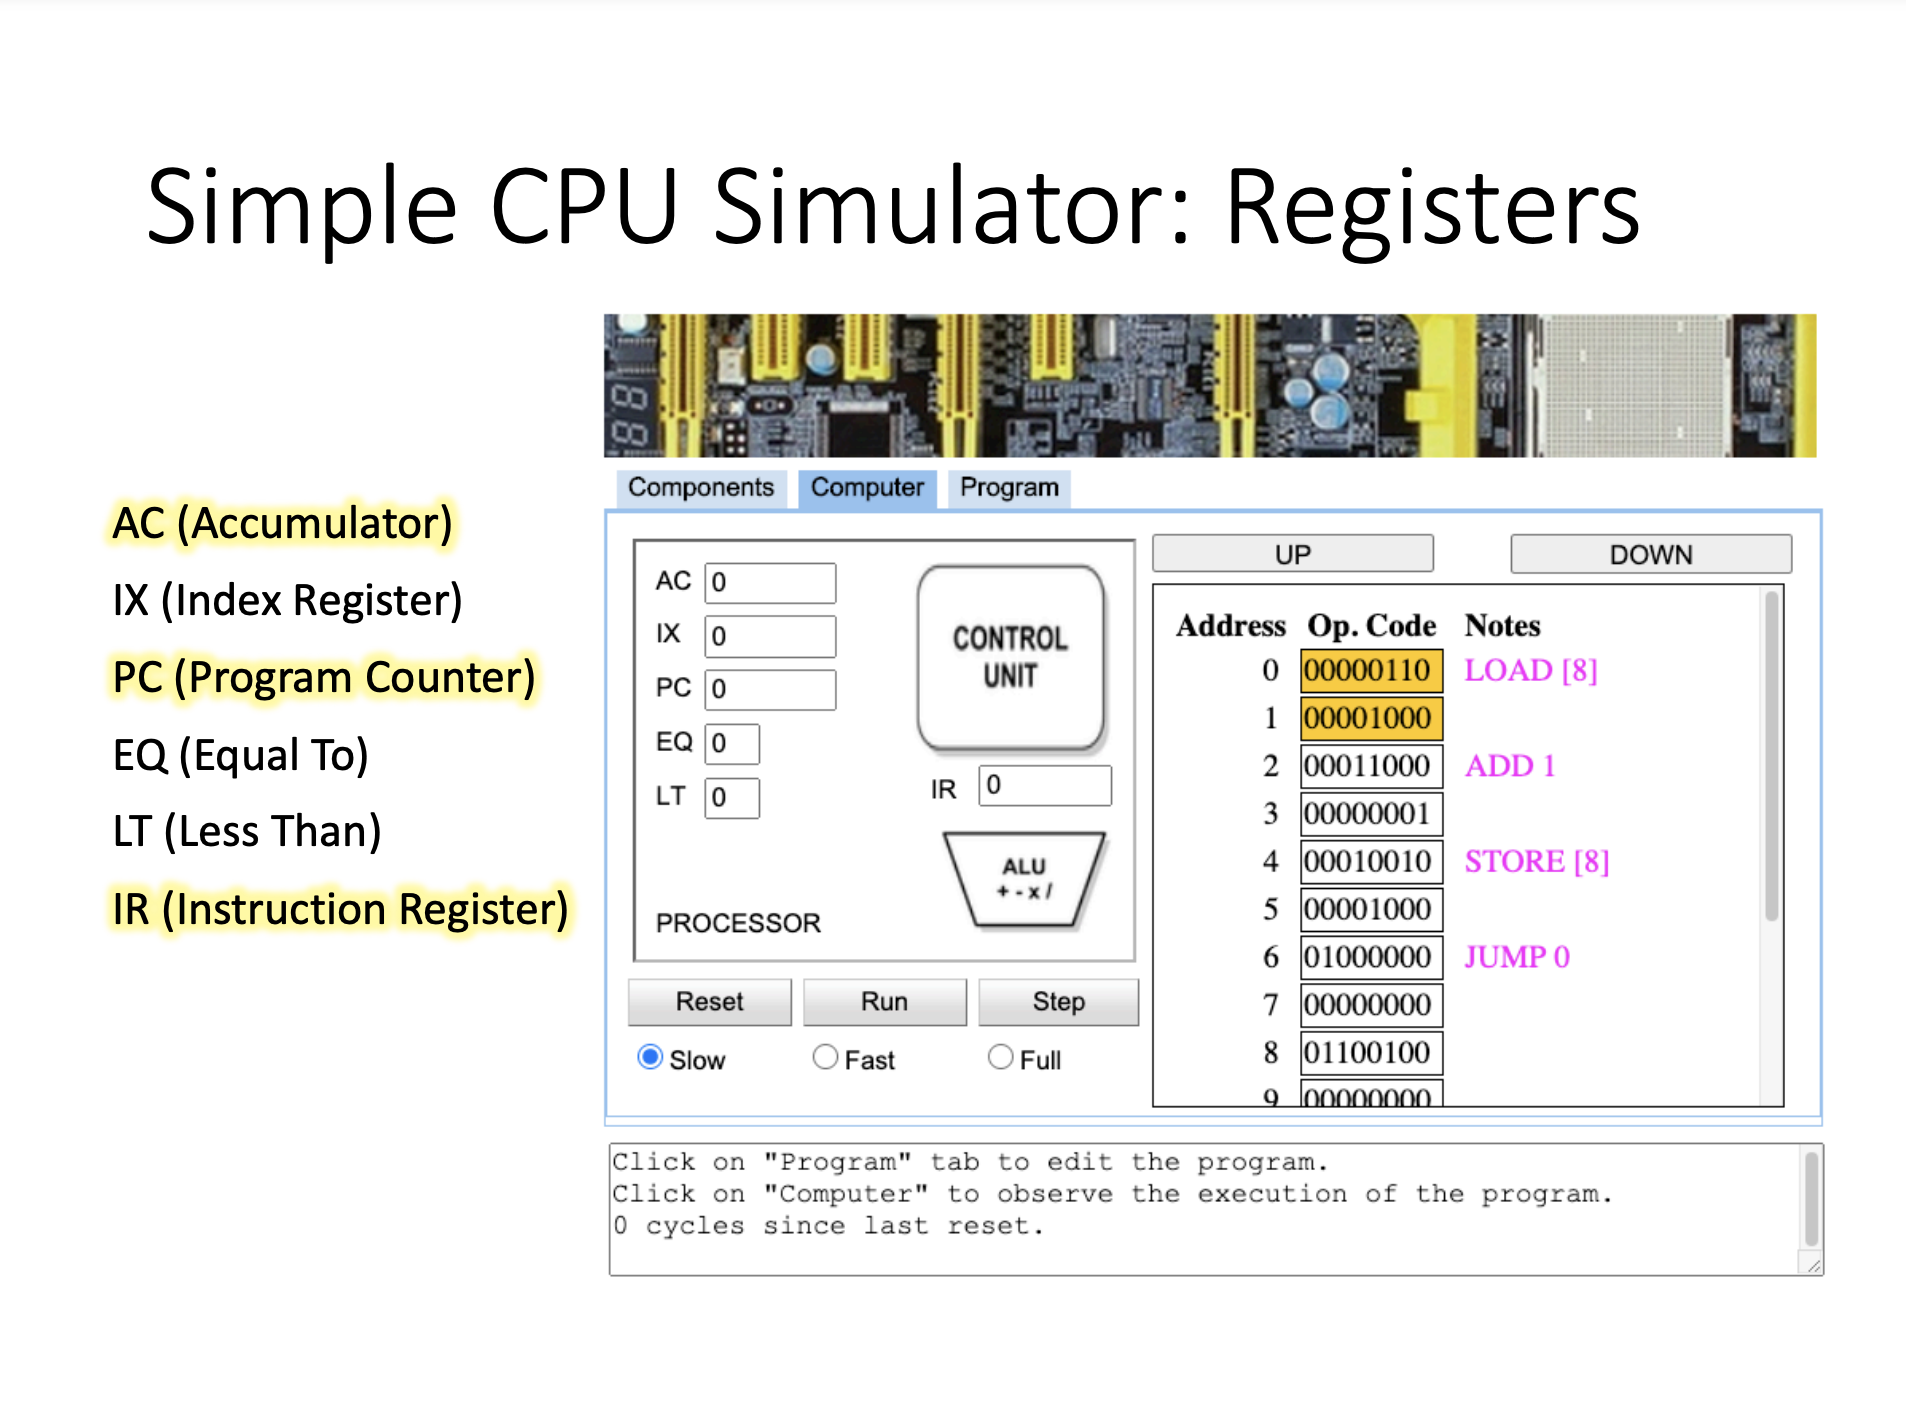 Simple CPU Simulator: Registers
88
88
AC (Accumulator)
IX (Index Register)
PC (Program Counter)
EQ (Equal To)
LT (Less Than)
IR (Instruction Register)
Components Computer Program
AC 0
IX 0
PC 0
EQ 0
LT 0
CONTROL
UNIT
IR 0
ALU
+ - x /
PROCESSOR
Reset Run Step
Slow Fast Full
UP DOWN
Address Op. Code Notes
0 00000110 LOAD [8]
1 00001000
2 00011000 ADD 1
3 00000001
4 00010010 STORE [8]
5 00001000
6 01000000 JUMP 0
7 00000000
8 01100100
9 00000000
Click on "Program" tab to edit the program.
Click on "Computer" to observe the execution of the program.
0 cycles since last reset.